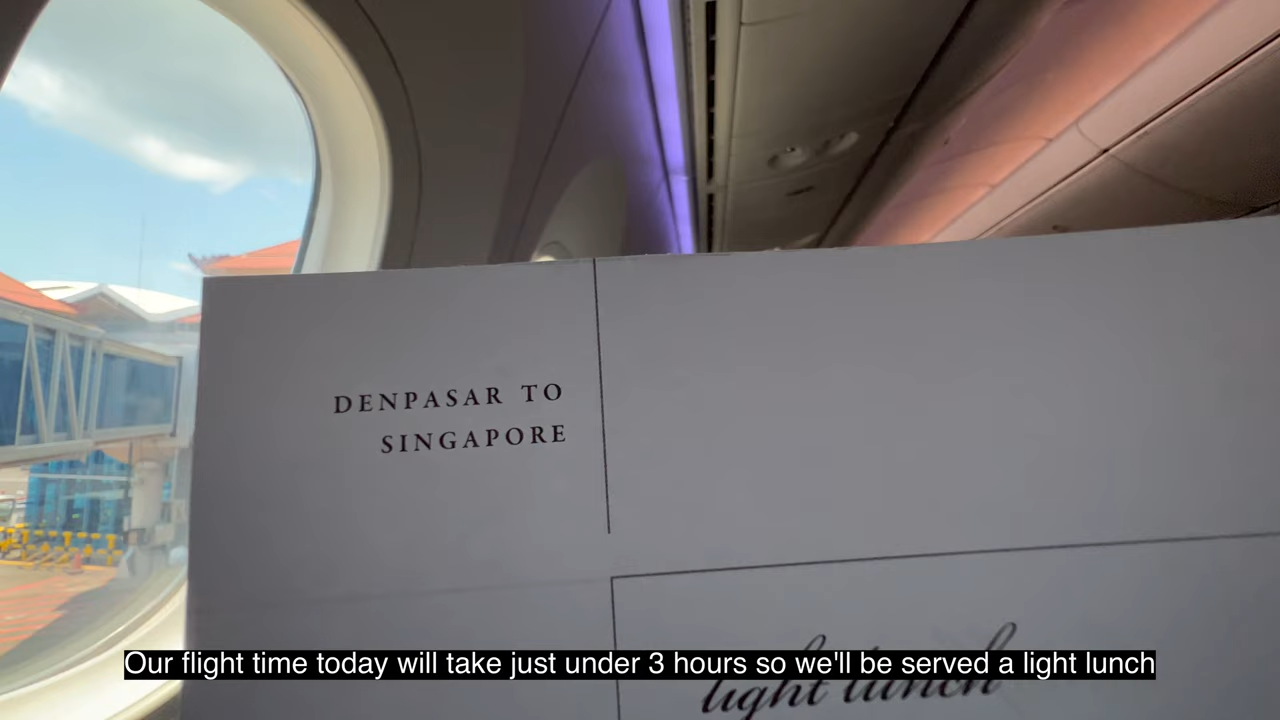 DENPASAR TO
SINGAPORE
light lunch
Our flight time today will take just under 3 hours so we'll be served a light lunch